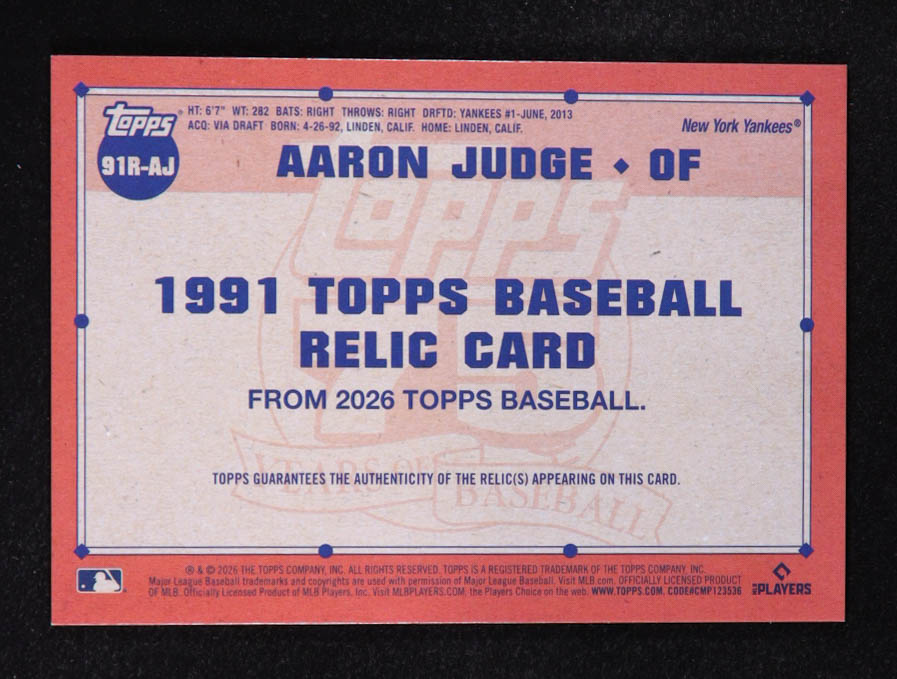 Topps
91R-AJ
HT: 6'7" WT: 282 BATS: RIGHT THROWS: RIGHT DRFTD: YANKEES #1-JUNE, 2013
ACQ: VIA DRAFT BORN: 4-26-92, LINDEN, CALIF. HOME: LINDEN, CALIF.
New York Yankees®
AARON JUDGE ◆ OF
TOPPS
75
1991 TOPPS BASEBALL
RELIC CARD
FROM 2026 TOPPS BASEBALL.
YEARS OF
BASEBALL
TOPPS GUARANTEES THE AUTHENTICITY OF THE RELIC(S) APPEARING ON THIS CARD.
® & © 2026 THE TOPPS COMPANY, INC. ALL RIGHTS RESERVED. TOPPS IS A REGISTERED TRADEMARK OF THE TOPPS COMPANY, INC.
Major League Baseball trademarks and copyrights are used with permission of Major League Baseball. Visit MLB.com. OFFICIALLY LICENSED PRODUCT
OF MLB. Officially Licensed Product of MLB Players, Inc. Visit MLBPLAYERS.COM, the Players Choice on the web. WWW.TOPPS.COM. CODE#CMP123536
MLB PLAYERS